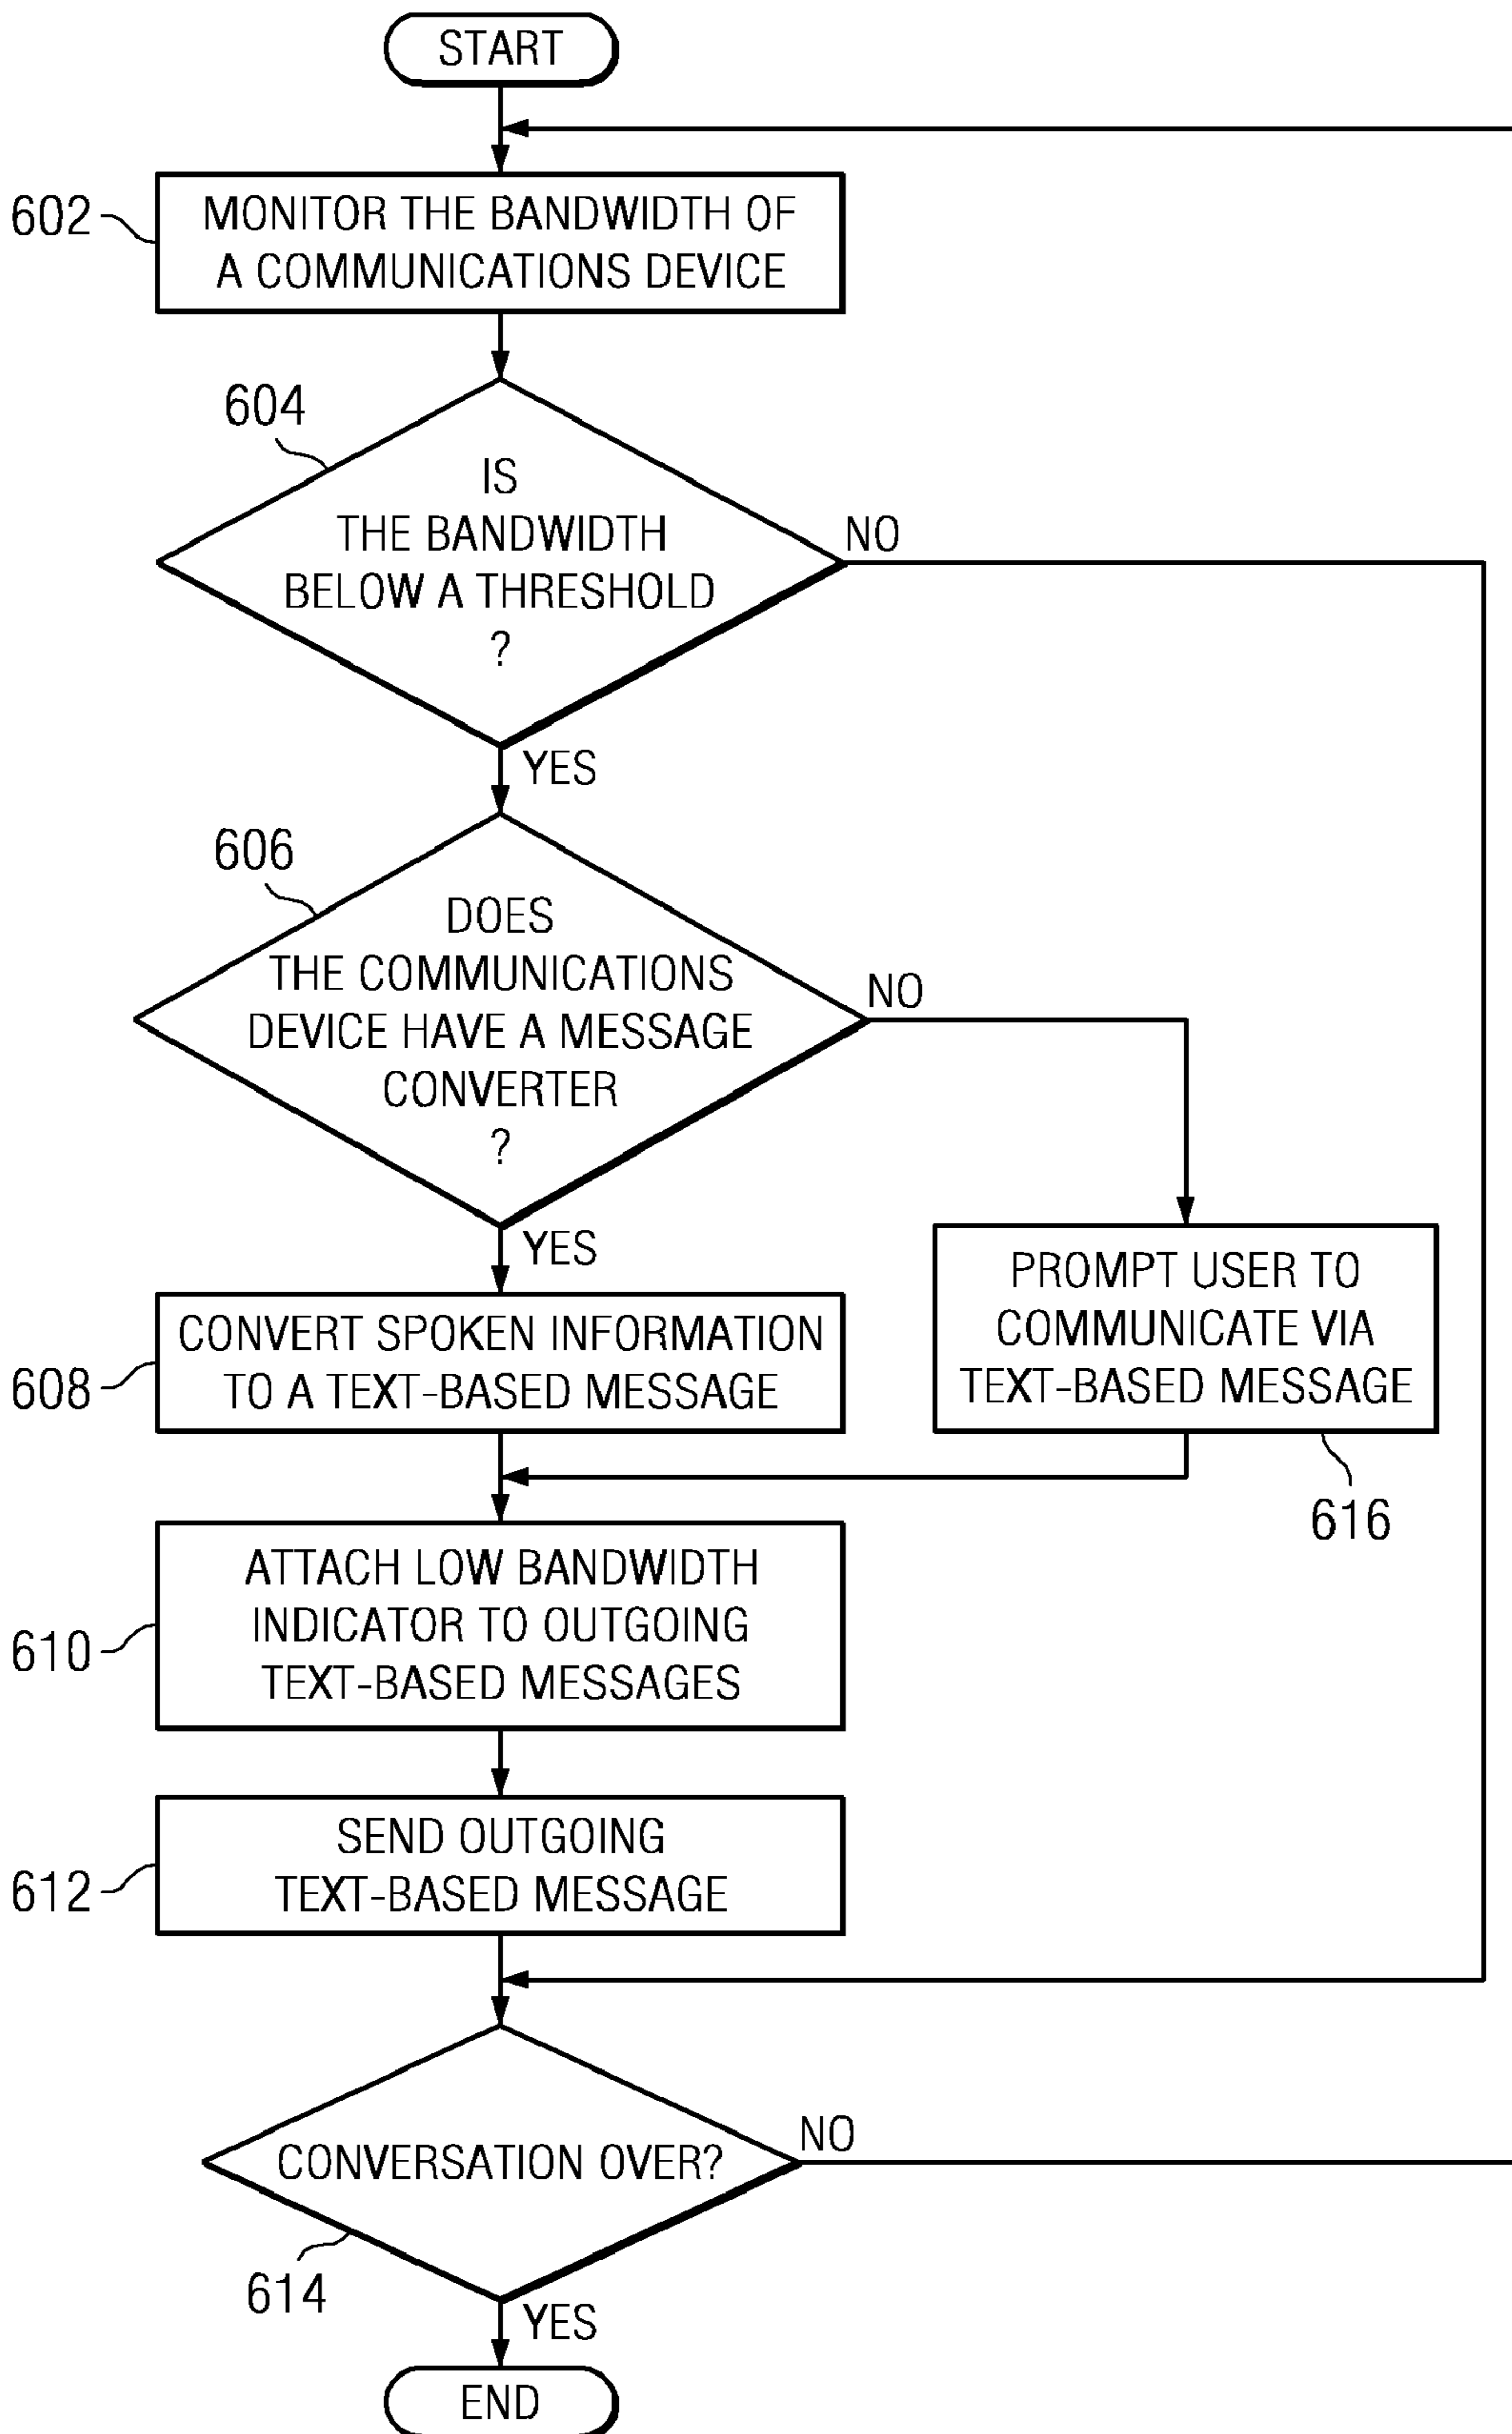 START
602
MONITOR THE BANDWIDTH OF
A COMMUNICATIONS DEVICE
604
IS
THE BANDWIDTH
BELOW A THRESHOLD
?
NO
YES
606
DOES
THE COMMUNICATIONS
DEVICE HAVE A MESSAGE
CONVERTER
?
NO
YES
608
CONVERT SPOKEN INFORMATION
TO A TEXT-BASED MESSAGE
PROMPT USER TO
COMMUNICATE VIA
TEXT-BASED MESSAGE
616
610
ATTACH LOW BANDWIDTH
INDICATOR TO OUTGOING
TEXT-BASED MESSAGES
612
SEND OUTGOING
TEXT-BASED MESSAGE
CONVERSATION OVER?
NO
614
YES
END